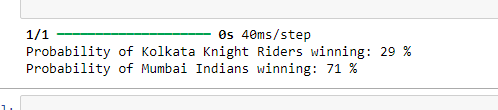 1/1 ━━━━━━━━━━━━━━━━━━━━ 0s 40ms/step
Probability of Kolkata Knight Riders winning: 29 %
Probability of Mumbai Indians winning: 71 %